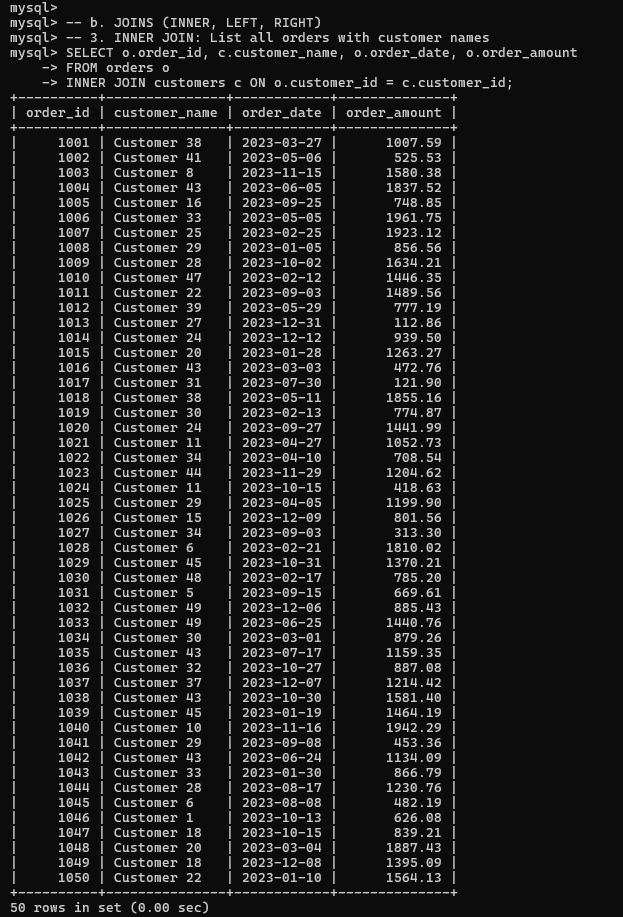 mysql>
mysql> -- b. JOINS (INNER, LEFT, RIGHT)
mysql> -- 3. INNER JOIN: List all orders with customer names
mysql> SELECT o.order_id, c.customer_name, o.order_date, o.order_amount
    -> FROM orders o
    -> INNER JOIN customers c ON o.customer_id = c.customer_id;
+----------+---------------+------------+--------------+
| order_id | customer_name | order_date | order_amount |
+----------+---------------+------------+--------------+
|     1001 | Customer 38   | 2023-03-27 |      1007.59 |
|     1002 | Customer 41   | 2023-05-06 |       525.53 |
|     1003 | Customer 8    | 2023-11-15 |      1580.38 |
|     1004 | Customer 43   | 2023-06-05 |      1837.52 |
|     1005 | Customer 16   | 2023-09-25 |       748.85 |
|     1006 | Customer 33   | 2023-05-05 |      1961.75 |
|     1007 | Customer 25   | 2023-02-25 |      1923.12 |
|     1008 | Customer 29   | 2023-01-05 |       856.56 |
|     1009 | Customer 28   | 2023-10-02 |      1634.21 |
|     1010 | Customer 47   | 2023-02-12 |      1446.35 |
|     1011 | Customer 22   | 2023-09-03 |      1489.56 |
|     1012 | Customer 39   | 2023-05-29 |       777.19 |
|     1013 | Customer 27   | 2023-12-31 |       112.86 |
|     1014 | Customer 24   | 2023-12-12 |       939.50 |
|     1015 | Customer 20   | 2023-01-28 |      1263.27 |
|     1016 | Customer 43   | 2023-03-03 |       472.76 |
|     1017 | Customer 31   | 2023-07-30 |       121.90 |
|     1018 | Customer 38   | 2023-05-11 |      1855.16 |
|     1019 | Customer 30   | 2023-02-13 |       774.87 |
|     1020 | Customer 24   | 2023-09-27 |      1441.99 |
|     1021 | Customer 11   | 2023-04-27 |      1052.73 |
|     1022 | Customer 34   | 2023-04-10 |       708.54 |
|     1023 | Customer 44   | 2023-11-29 |      1204.62 |
|     1024 | Customer 11   | 2023-10-15 |       418.63 |
|     1025 | Customer 29   | 2023-04-05 |      1199.90 |
|     1026 | Customer 15   | 2023-12-09 |       801.56 |
|     1027 | Customer 34   | 2023-09-03 |       313.30 |
|     1028 | Customer 6    | 2023-02-21 |      1810.02 |
|     1029 | Customer 45   | 2023-10-31 |      1370.21 |
|     1030 | Customer 48   | 2023-02-17 |       785.20 |
|     1031 | Customer 5    | 2023-09-15 |       669.61 |
|     1032 | Customer 49   | 2023-12-06 |       885.43 |
|     1033 | Customer 49   | 2023-06-25 |      1440.76 |
|     1034 | Customer 30   | 2023-03-01 |       879.26 |
|     1035 | Customer 43   | 2023-07-17 |      1159.35 |
|     1036 | Customer 32   | 2023-10-27 |       887.08 |
|     1037 | Customer 37   | 2023-12-07 |      1214.42 |
|     1038 | Customer 43   | 2023-10-30 |      1581.40 |
|     1039 | Customer 45   | 2023-01-19 |      1464.19 |
|     1040 | Customer 10   | 2023-11-16 |      1942.29 |
|     1041 | Customer 29   | 2023-09-08 |       453.36 |
|     1042 | Customer 43   | 2023-06-24 |      1134.09 |
|     1043 | Customer 33   | 2023-01-30 |       866.79 |
|     1044 | Customer 28   | 2023-08-17 |      1230.76 |
|     1045 | Customer 6    | 2023-08-08 |       482.19 |
|     1046 | Customer 1    | 2023-10-13 |       626.08 |
|     1047 | Customer 18   | 2023-10-15 |       839.21 |
|     1048 | Customer 20   | 2023-03-04 |      1887.43 |
|     1049 | Customer 18   | 2023-12-08 |      1395.09 |
|     1050 | Customer 22   | 2023-01-10 |      1564.13 |
+----------+---------------+------------+--------------+
50 rows in set (0.00 sec)